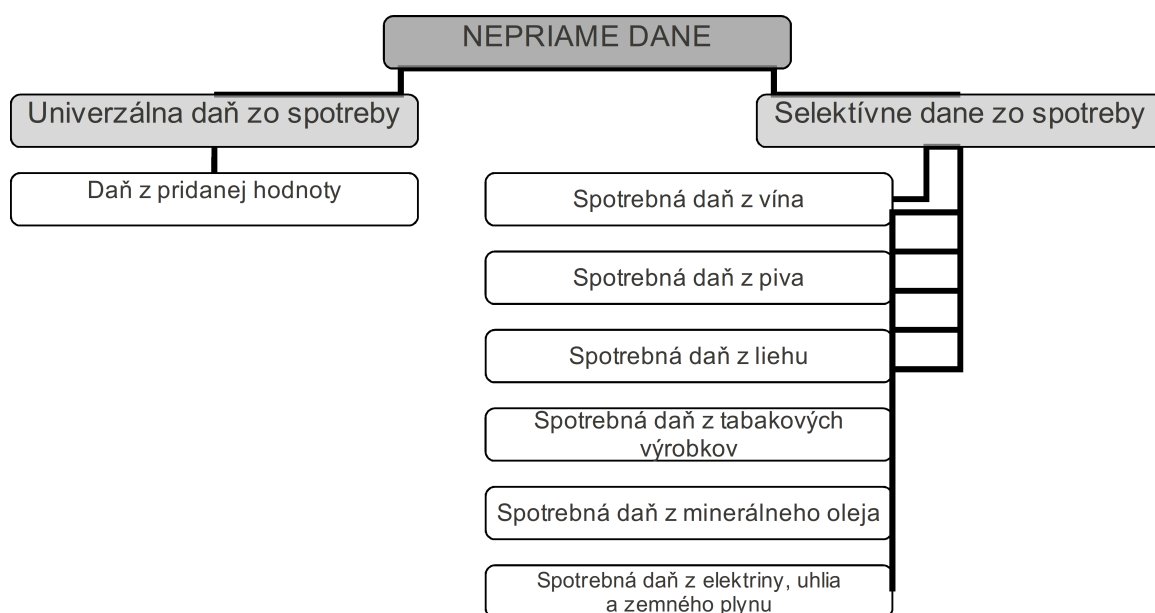 NEPRIAME DANE
Univerzálna daň zo spotreby
Selektívne dane zo spotreby
Daň z pridanej hodnoty
Spotrebná daň z vína
Spotrebná daň z piva
Spotrebná daň z liehu
Spotrebná daň z tabakových
výrobkov
Spotrebná daň z minerálneho oleja
Spotrebná daň z elektriny, uhlia
a zemného plynu